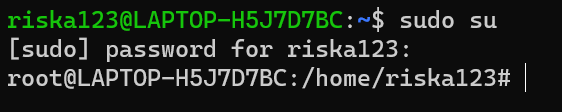 riska123@LAPTOP-H5J7D7BC:~$ sudo su
[sudo] password for riska123:
root@LAPTOP-H5J7D7BC:/home/riska123#